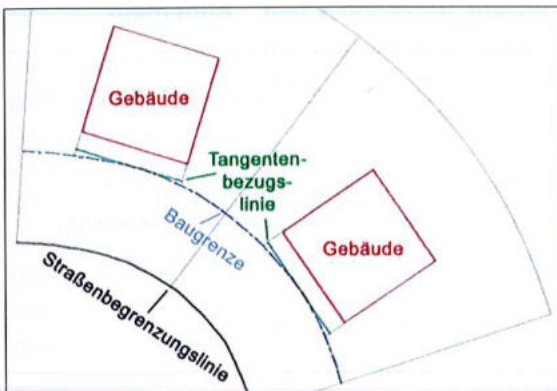 Gebäude
Tangenten-
bezugs-
linie
Baugrenze
Gebäude
Straßenbegrenzungslinie